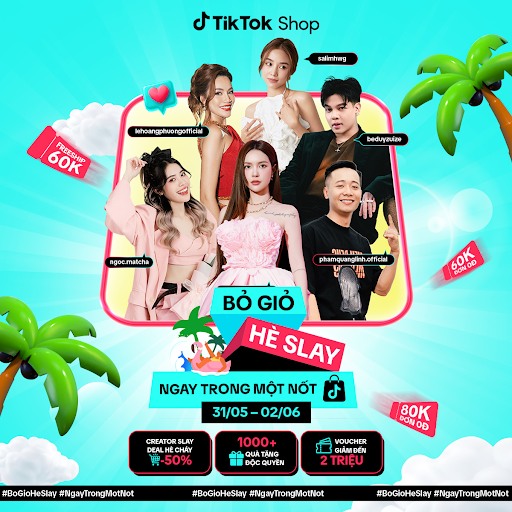 TikTok Shop
salimhwg
lehoangphuongofficial
beduyzuize
FREESHIP
60K
ngoc.matcha
phamquanglinh.official
60K
ĐƠN 0Đ
BỎ GIỎ
HÈ SLAY
NGAY TRONG MỘT NỐT
31/05 – 02/06
80K
ĐƠN 0Đ
CREATOR SLAY
DEAL HÈ CHÁY
-50%
1000+
QUÀ TẶNG
ĐỘC QUYỀN
VOUCHER
GIẢM ĐẾN
2 TRIỆU
#BoGioHeSlay #NgayTrongMotNot #BoGioHeSlay #NgayTrongMotNot #BoGioHeSlay #NgayTrongMotNot